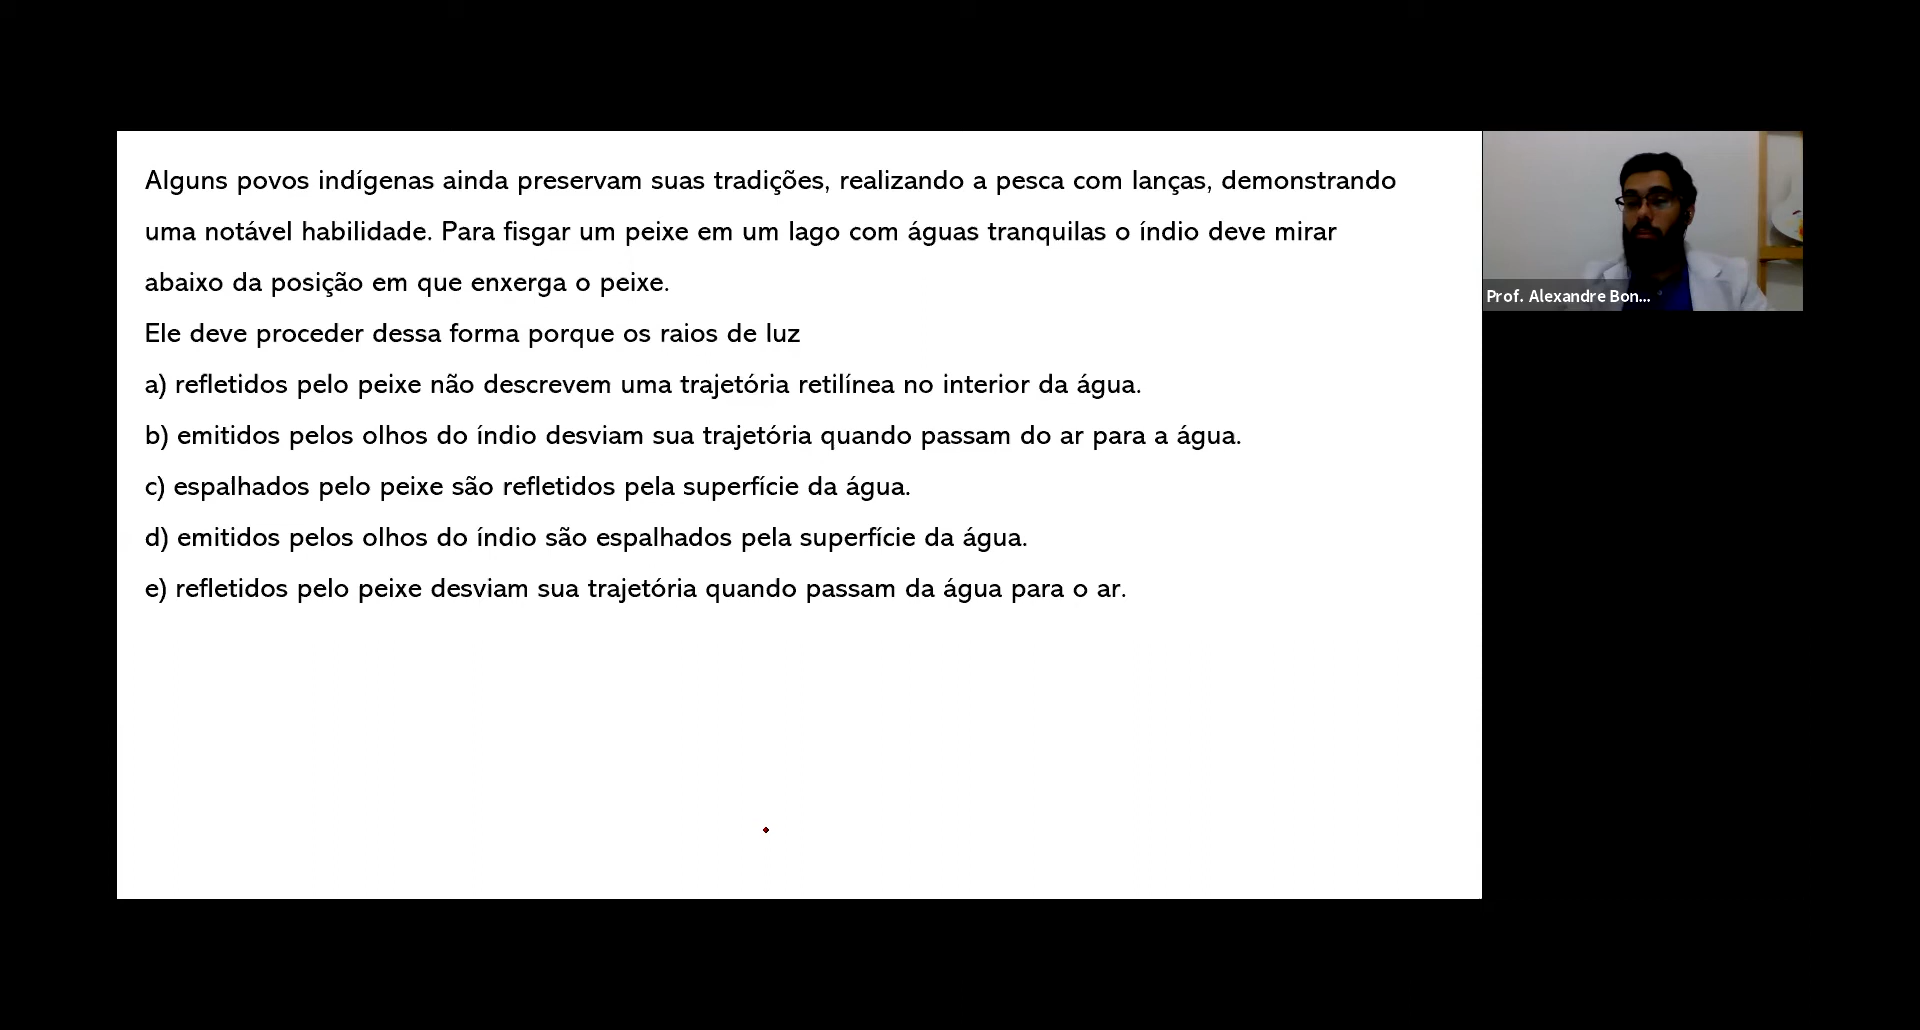 Alguns povos indígenas ainda preservam suas tradições, realizando a pesca com lanças, demonstrando
uma notável habilidade. Para fisgar um peixe em um lago com águas tranquilas o índio deve mirar
abaixo da posição em que enxerga o peixe.
Ele deve proceder dessa forma porque os raios de luz
a) refletidos pelo peixe não descrevem uma trajetória retilínea no interior da água.
b) emitidos pelos olhos do índio desviam sua trajetória quando passam do ar para a água.
c) espalhados pelo peixe são refletidos pela superfície da água.
d) emitidos pelos olhos do índio são espalhados pela superfície da água.
e) refletidos pelo peixe desviam sua trajetória quando passam da água para o ar.
Prof. Alexandre Bon...